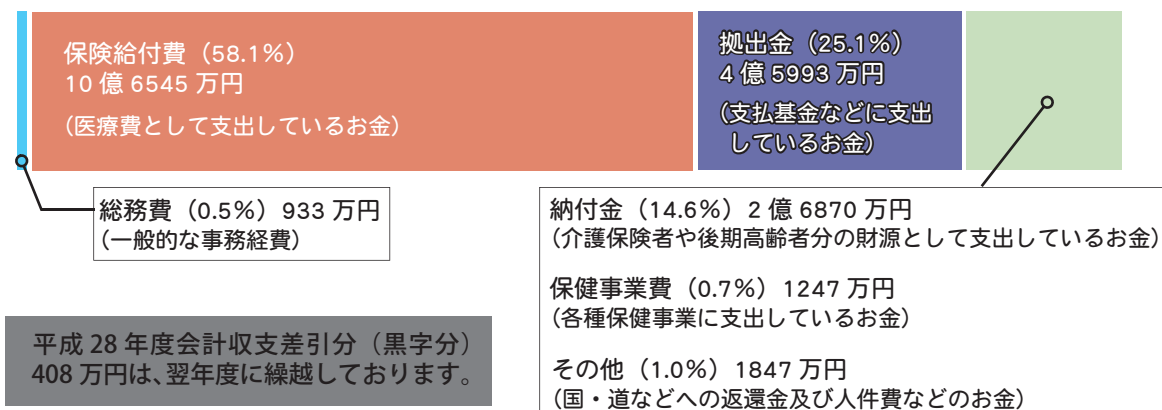 保険給付費（58.1%）
10 億 6545 万円
（医療費として支出しているお金）
拠出金（25.1%）
4 億 5993 万円
（支払基金などに支出
しているお金）
総務費（0.5%）933 万円
（一般的な事務経費）
納付金（14.6%）2 億 6870 万円
（介護保険者や後期高齢者分の財源として支出しているお金）
保健事業費（0.7%）1247 万円
（各種保健事業に支出しているお金）
その他（1.0%）1847 万円
（国・道などへの返還金及び人件費などのお金）
平成 28 年度会計収支差引分（黒字分）
408 万円は、翌年度に繰越しております。